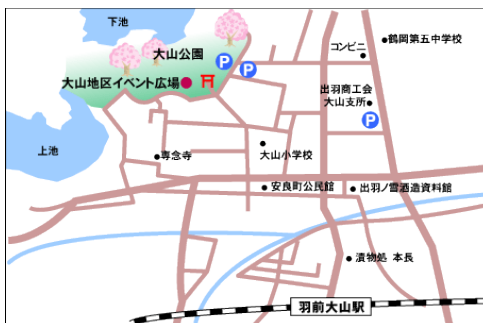 下池
鶴岡第五中学校
コンビニ
大山公園
P
P
大山地区イベント広場
出羽商工会
大山支所
P
上池
専念寺
大山小学校
安良町公民館
出羽ノ雪酒造資料館
漬物処 本長
羽前大山駅